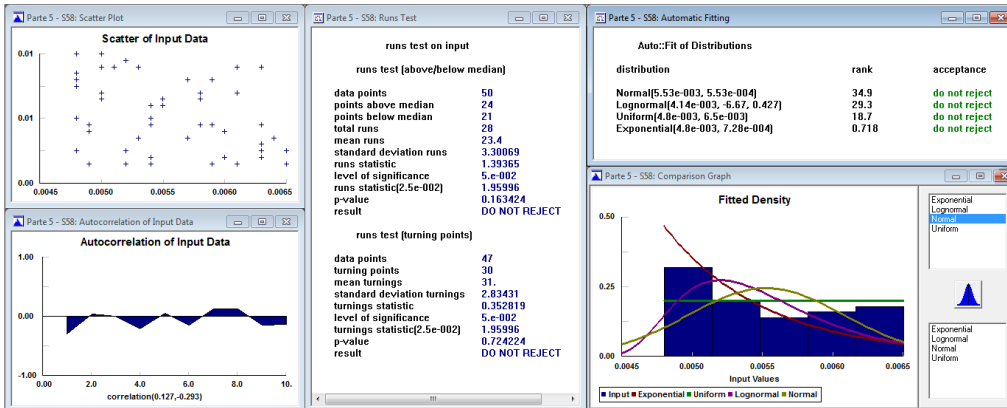 Parte 5 - S58: Scatter Plot
Scatter of Input Data
0.01
0.01
0.00
0.0045 0.0050 0.0055 0.0060 0.0065
Parte 5 - S58: Autocorrelation of Input Data
Autocorrelation of Input Data
1.00
0.00
-1.00
0.00 2.0 4.0 6.0 8.0 10.
correlation(0.127,-0.293)
Parte 5 - S58: Runs Test
runs test on input
runs test (above/below median)
data points 50
points above median 24
points below median 21
total runs 28
mean runs 23.4
standard deviation runs 3.30069
runs statistic 1.39365
level of significance 5.e-002
runs statistic(2.5e-002) 1.95996
p-value 0.163424
result DO NOT REJECT
runs test (turning points)
data points 47
turning points 30
mean turnings 31.
standard deviation turnings 2.83431
turnings statistic 0.352819
level of significance 5.e-002
turnings statistic(2.5e-002) 1.95996
p-value 0.724224
result DO NOT REJECT
Parte 5 - S58: Automatic Fitting
Auto::Fit of Distributions
distribution rank acceptance
Normal(5.53e-003, 5.53e-004) 34.9 do not reject
Lognormal(4.14e-003, -6.67, 0.427) 29.3 do not reject
Uniform(4.8e-003, 6.5e-003) 18.7 do not reject
Exponential(4.8e-003, 7.28e-004) 0.718 do not reject
Parte 5 - S58: Comparison Graph
Fitted Density
0.50
0.00
0.0045 0.0050 0.0055 0.0060 0.0065
Input Values
Input Exponential Uniform Lognormal Normal
Exponential
Lognormal
Normal
Uniform
Exponential
Lognormal
Normal
Uniform